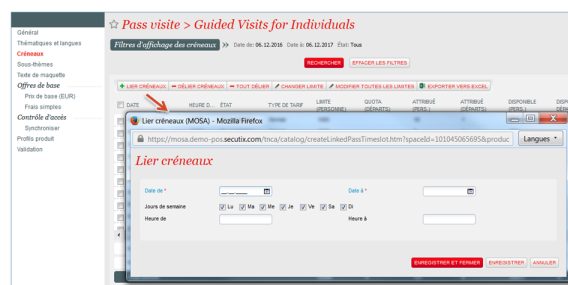 Pass visite > Guided Visits for Individuals
Général
Thématiques et langues
Créneaux
Sous-thèmes
Texte de maquette
Offres de base
Prix de base (EUR)
Frais simples
Contrôle d'accès
Synchroniser
Profils produit
Validation
Filtres d'affichage des créneaux >> Date de: 06.12.2016 Date à: 06.12.2017 État: Tous
RECHERCHER EFFACER LES FILTRES
LIER CRÉNEAUX DÉLIER CRÉNEAUX TOUT DÉLIER CHANGER LIMITE MODIFIER TOUTES LES LIMITES EXPORTER VERS EXCEL
DATE HEURE D... ÉTAT TYPE DE TARIF LIMITE (PERSONNE) QUOTA (DÉPARTS) ATTRIBUÉ (PERS.) ATTRIBUÉ (DÉPARTS) DISPONIBLE (PERS.)
Lier créneaux (MOSA) - Mozilla Firefox
https://mosa.demo-pos.secutix.com/tnca/catalog/createLinkedPassTimeslot.htm?spaceId=101045065695&produc
Langues
Lier créneaux
Date de * Date à *
Jours de semaine Lu Ma Me Je Ve Sa Di
Heure de Heure à
ENREGISTRER ET FERMER ENREGISTRER ANNULER